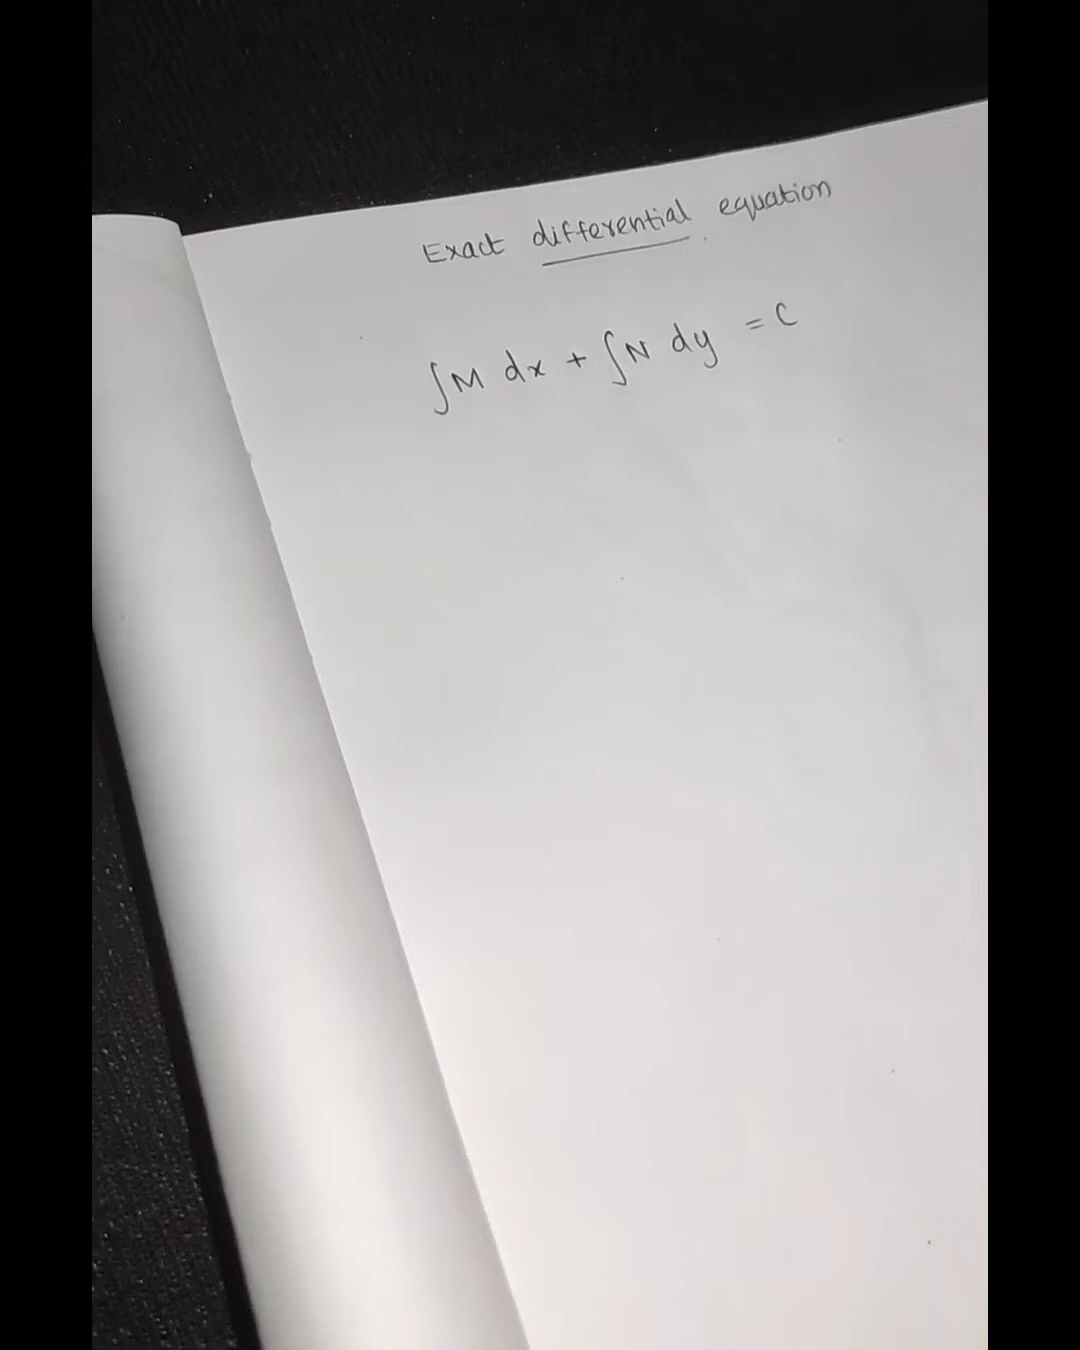 Exact differential equation
∫M dx + ∫N dy = C